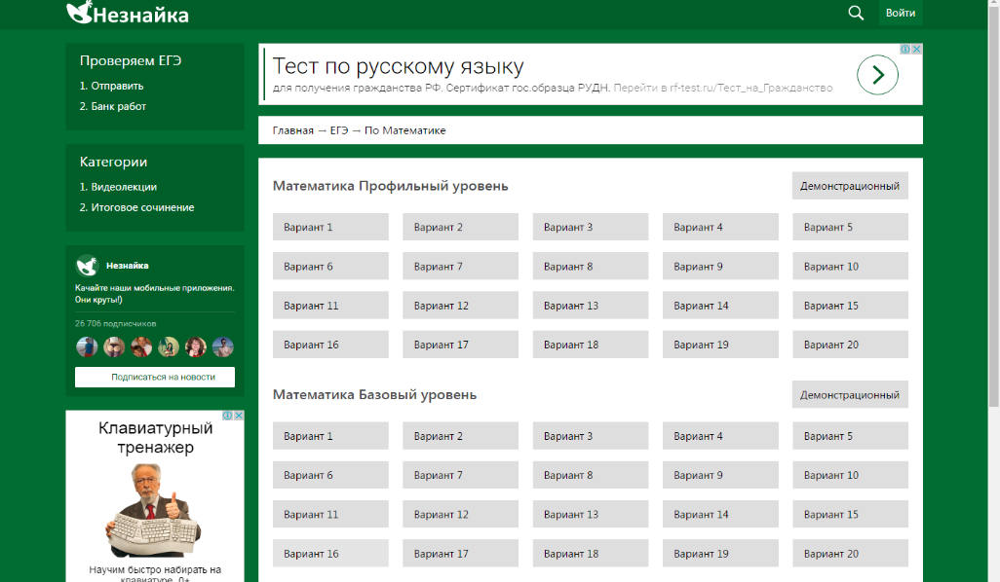 Незнайка
Войти
Проверяем ЕГЭ
1. Отправить
2. Банк работ
Категории
1. Видеолекции
2. Итоговое сочинение
Незнайка
Качайте наши мобильные приложения.
Они круты!)
26 706 подписчиков
Подписаться на новости
Клавиатурный
тренажер
Научим быстро набирать на
клавиатуре. 0+
Тест по русскому языку
для получения гражданства РФ. Сертификат гос.образца РУДН. Перейти в rf-test.ru/Тест_на_Гражданство
Главная → ЕГЭ → По Математике
Математика Профильный уровень
Демонстрационный
Вариант 1 Вариант 2 Вариант 3 Вариант 4 Вариант 5
Вариант 6 Вариант 7 Вариант 8 Вариант 9 Вариант 10
Вариант 11 Вариант 12 Вариант 13 Вариант 14 Вариант 15
Вариант 16 Вариант 17 Вариант 18 Вариант 19 Вариант 20
Математика Базовый уровень
Демонстрационный
Вариант 1 Вариант 2 Вариант 3 Вариант 4 Вариант 5
Вариант 6 Вариант 7 Вариант 8 Вариант 9 Вариант 10
Вариант 11 Вариант 12 Вариант 13 Вариант 14 Вариант 15
Вариант 16 Вариант 17 Вариант 18 Вариант 19 Вариант 20